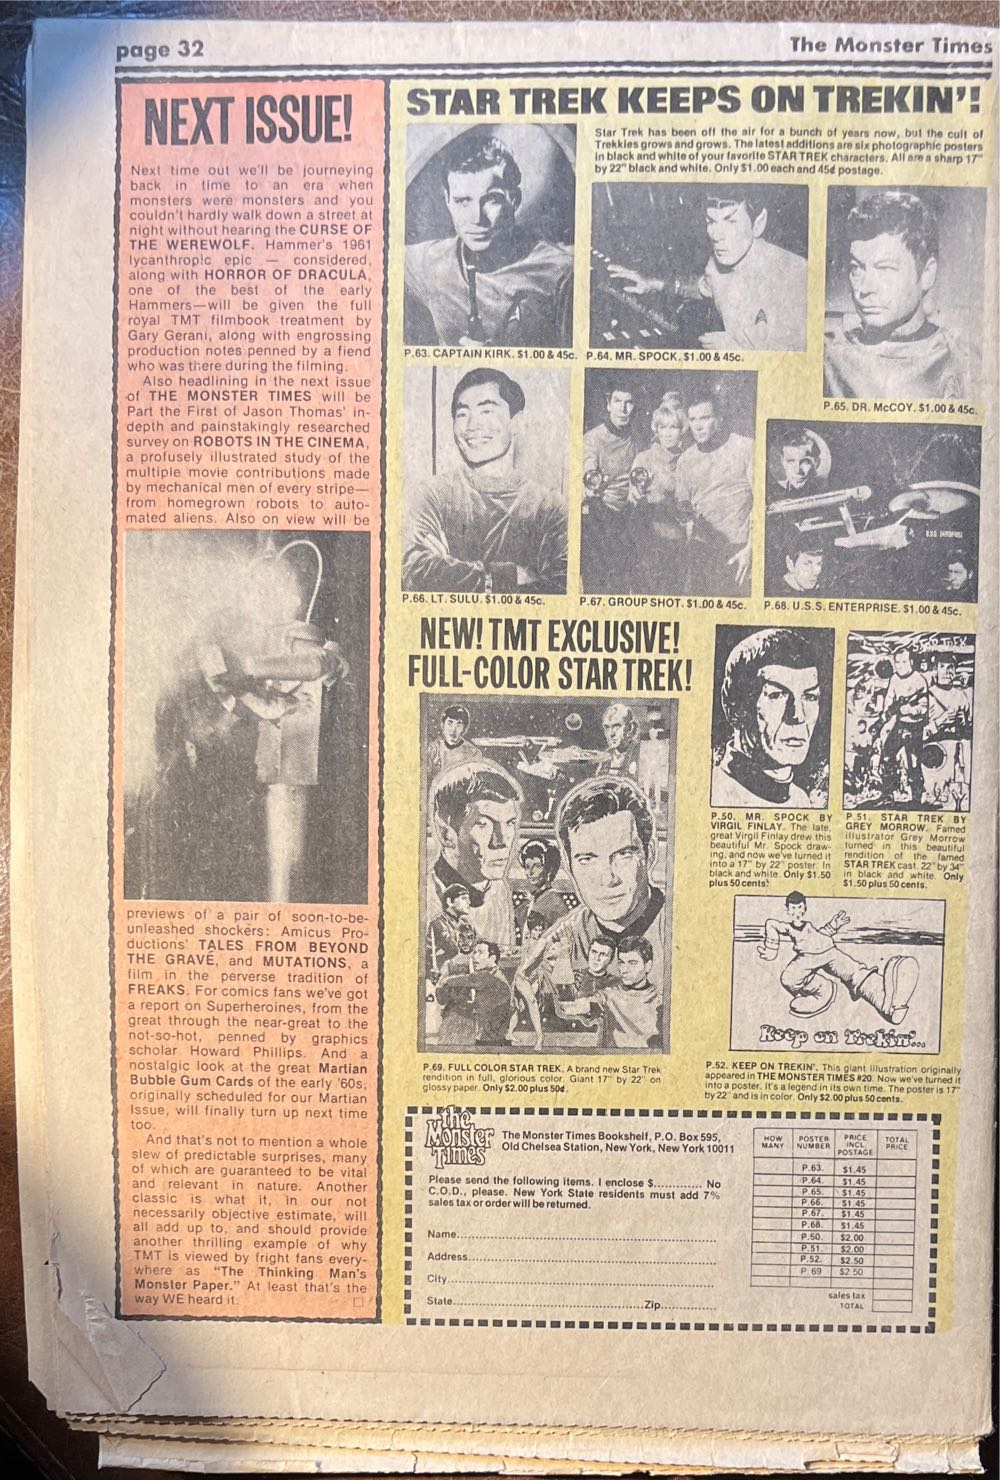 page 32
The Monster Times
NEXT ISSUE!
Next time out we'll be journeying
back in time to an era when
monsters were monsters and you
couldn't hardly walk down a street at
night without hearing the CURSE OF
THE WEREWOLF. Hammer's 1961
lycanthropic epic — considered,
along with HORROR OF DRACULA,
one of the best of the early
Hammers—will be given the full
royal TMT filmbook treatment by
Gary Gerani, along with engrossing
production notes penned by a fiend
who was there during the filming.
Also headlining in the next issue
of THE MONSTER TIMES will be
Part the First of Jason Thomas' in-
depth and painstakingly researched
survey on ROBOTS IN THE CINEMA,
a profusely illustrated study of the
multiple movie contributions made
by mechanical men of every stripe—
from homegrown robots to auto-
mated aliens. Also on view will be
previews of a pair of soon-to-be-
unleashed shockers: Amicus Pro-
ductions' TALES FROM BEYOND
THE GRAVE, and MUTATIONS, a
film in the perverse tradition of
FREAKS. For comics fans we've got
a report on Superheroines, from the
great through the near-great to the
not-so-hot, penned by graphics
scholar Howard Phillips. And a
nostalgic look at the great Martian
Bubble Gum Cards of the early '60s,
originally scheduled for our Martian
Issue, will finally turn up next time
too.
And that's not to mention a whole
slew of predictable surprises, many
of which are guaranteed to be vital
and relevant in nature. Another
classic is what it, in our not
necessarily objective estimate, will
all add up to, and should provide
another thrilling example of why
TMT is viewed by fright fans every-
where as "The Thinking Man's
Monster Paper." At least that's the
way WE heard it.
STAR TREK KEEPS ON TREKIN'!
Star Trek has been off the air for a bunch of years now, but the cult of
Trekkies grows and grows. The latest additions are six photographic posters
in black and white of your favorite STAR TREK characters. All are a sharp 17"
by 22" black and white. Only $1.00 each and 45¢ postage.
P.63. CAPTAIN KIRK. $1.00 & 45c.
P.64. MR. SPOCK. $1.00 & 45c.
P.65. DR. McCOY. $1.00 & 45c.
U.S.S. ENTERPRISE
P.66. LT. SULU. $1.00 & 45c.
P.67. GROUP SHOT. $1.00 & 45c.
P.68. U.S.S. ENTERPRISE. $1.00 & 45c.
NEW! TMT EXCLUSIVE!
FULL-COLOR STAR TREK!
STAR TREK
P.50. MR. SPOCK BY
VIRGIL FINLAY. The late,
great Virgil Finlay drew this
beautiful Mr. Spock draw-
ing, and now we've turned it
into a 17" by 22" poster. In
black and white. Only $1.50
plus 50 cents.
P.51. STAR TREK BY
GREY MORROW. Famed
illustrator Grey Morrow
turned in this beautiful
rendition of the famed
STAR TREK cast. 22" by 34"
in black and white. Only
$1.50 plus 50 cents.
Keep on Trekin'...
P.69. FULL COLOR STAR TREK. A brand new Star Trek
rendition in full, glorious color. Giant 17" by 22" on
glossy paper. Only $2.00 plus 50¢.
P.52. KEEP ON TREKIN'. This giant illustration originally
appeared in THE MONSTER TIMES #20. Now we've turned it
into a poster. It's a legend in its own time. The poster is 17"
by 22" and is in color. Only $2.00 plus 50 cents.
the Monster Times
The Monster Times Bookshelf, P.O. Box 595,
Old Chelsea Station, New York, New York 10011
Please send the following items. I enclose $............. No
C.O.D., please. New York State residents must add 7%
sales tax or order will be returned.
Name
Address
City
State Zip
HOW MANY POSTER NUMBER PRICE INCL. POSTAGE TOTAL PRICE
P.63. $1.45
P.64. $1.45
P.65. $1.45
P.66. $1.45
P.67. $1.45
P.68. $1.45
P.50. $2.00
P.51. $2.00
P.52. $2.50
P.69 $2.50
sales tax
TOTAL